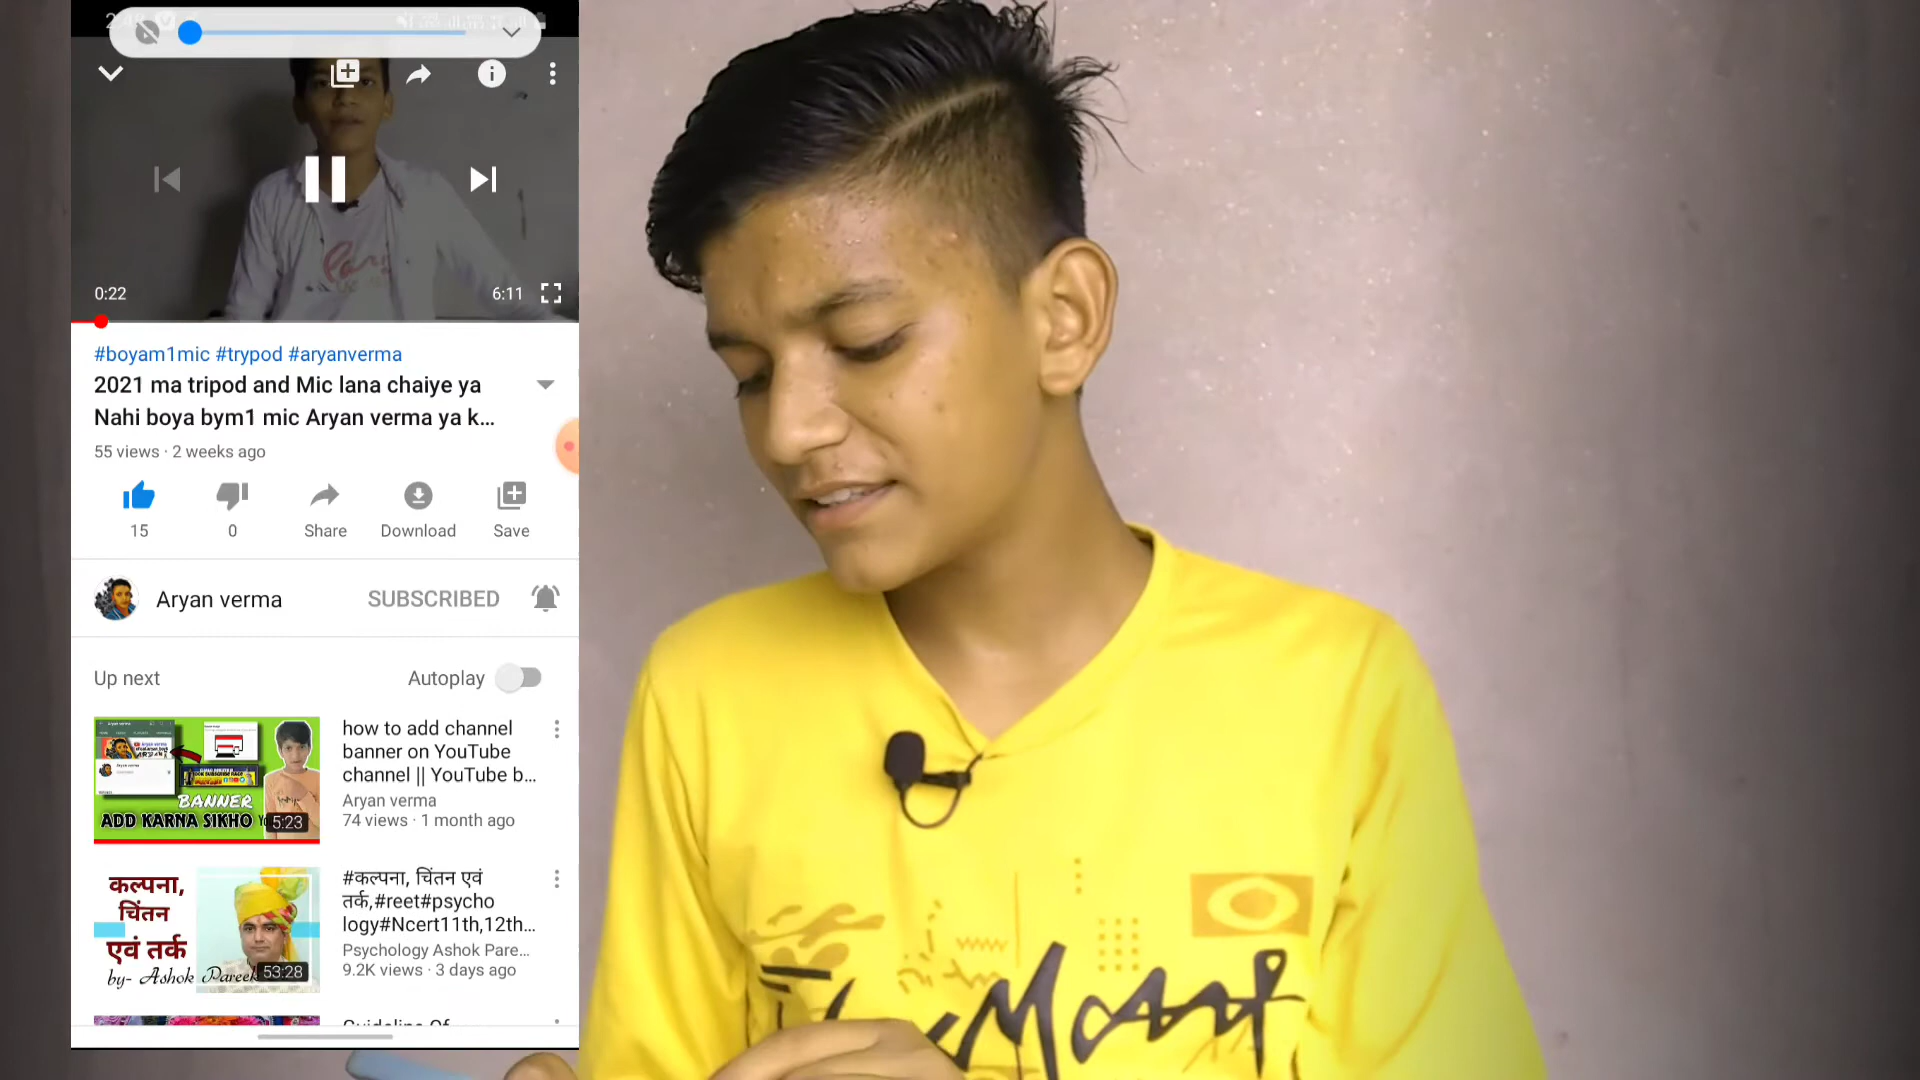 0:22
6:11
#boyam1mic #trypod #aryanverma
2021 ma tripod and Mic lana chaiye ya
Nahi boya bym1 mic Aryan verma ya k...
55 views · 2 weeks ago
15
0
Share
Download
Save
Aryan verma
SUBSCRIBED
Up next
Autoplay
BANNER
ADD KARNA SIKHO
5:23
how to add channel
banner on YouTube
channel || YouTube b...
Aryan verma
74 views · 1 month ago
कल्पना,
चिंतन
एवं तर्क
by- Ashok Pareek
53:28
#कल्पना, चिंतन एवं
तर्क,#reet#psycho
logy#Ncert11th,12th...
Psychology Ashok Pare...
9.2K views · 3 days ago